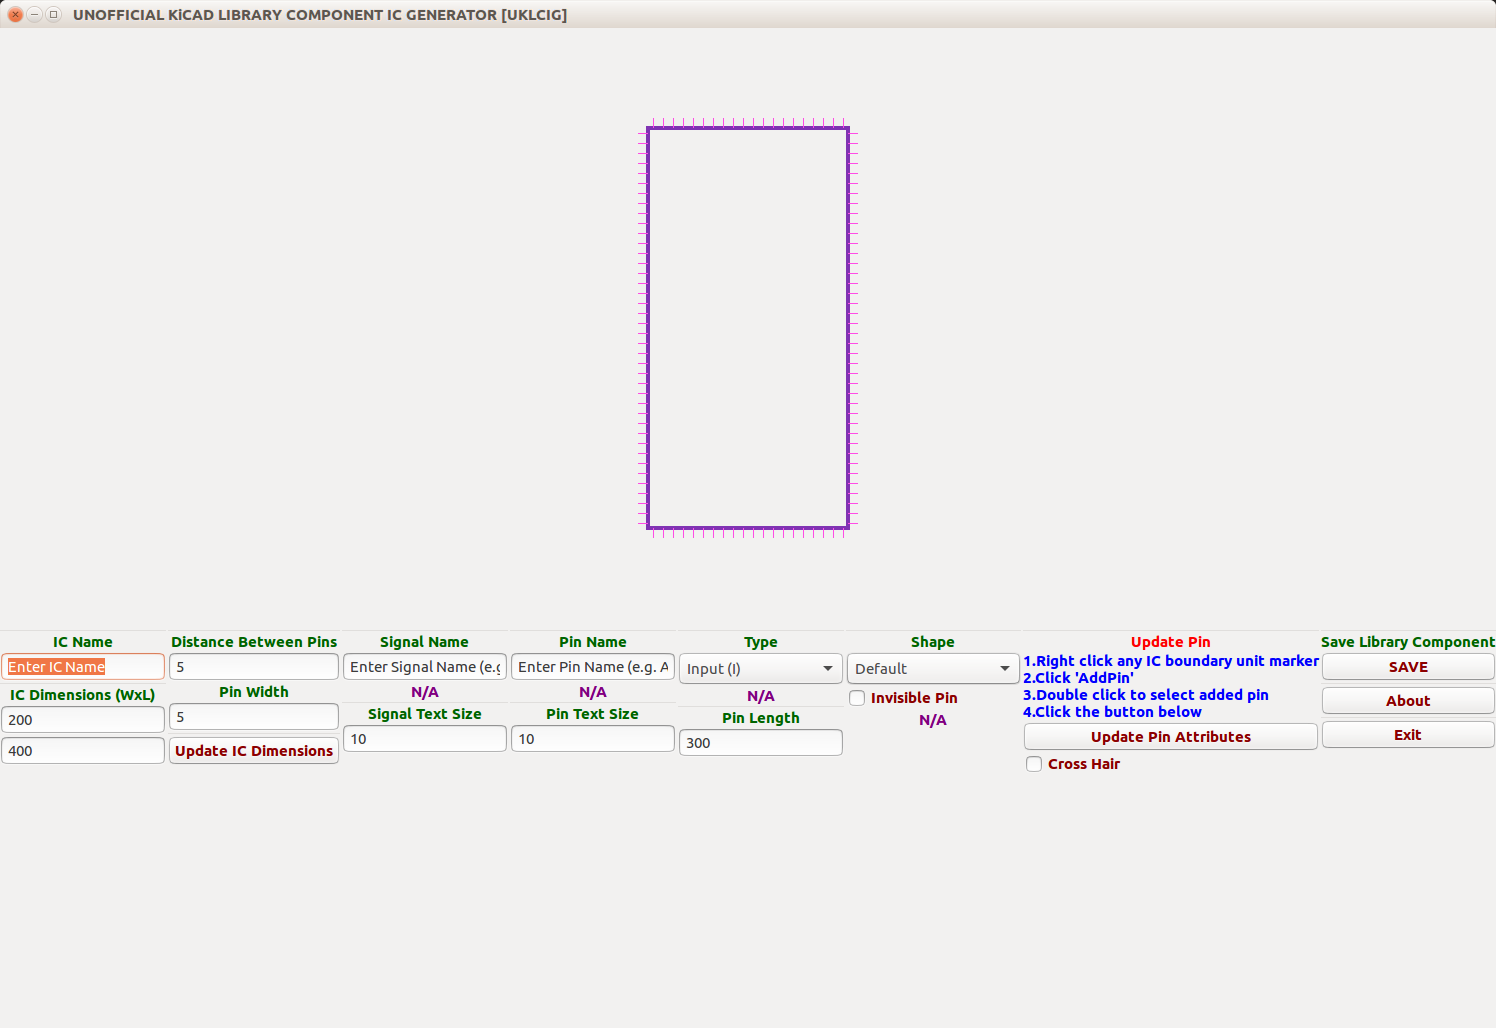 UNOFFICIAL KiCAD LIBRARY COMPONENT IC GENERATOR [UKLCIG]
IC Name
Enter IC Name
IC Dimensions (WxL)
200
400
Distance Between Pins
5
Pin Width
5
Update IC Dimensions
Signal Name
Enter Signal Name (e.g
N/A
Signal Text Size
10
Pin Name
Enter Pin Name (e.g. A
N/A
Pin Text Size
10
Type
Input (I)
N/A
Pin Length
300
Shape
Default
Invisible Pin
N/A
Update Pin
1.Right click any IC boundary unit marker
2.Click 'AddPin'
3.Double click to select added pin
4.Click the button below
Update Pin Attributes
Cross Hair
Save Library Component
SAVE
About
Exit